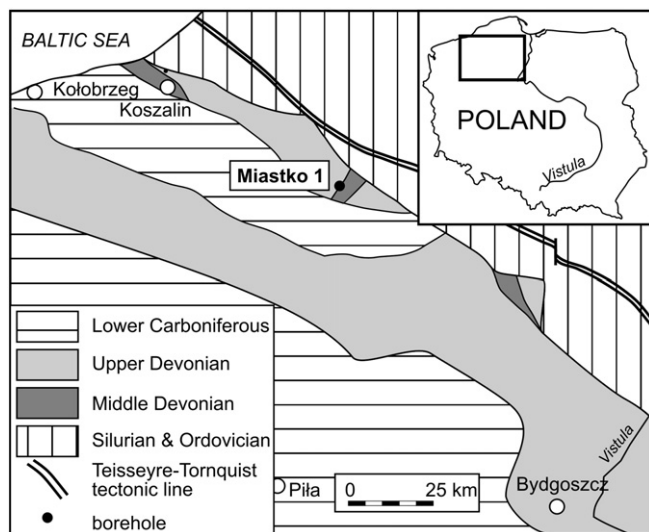 BALTIC SEA
Kołobrzeg
Koszalin
POLAND
Vistula
Miastko 1
Lower Carboniferous
Upper Devonian
Middle Devonian
Silurian & Ordovician
Teisseyre-Tornquist
tectonic line
borehole
Piła
0 25 km
Bydgoszcz
Vistula